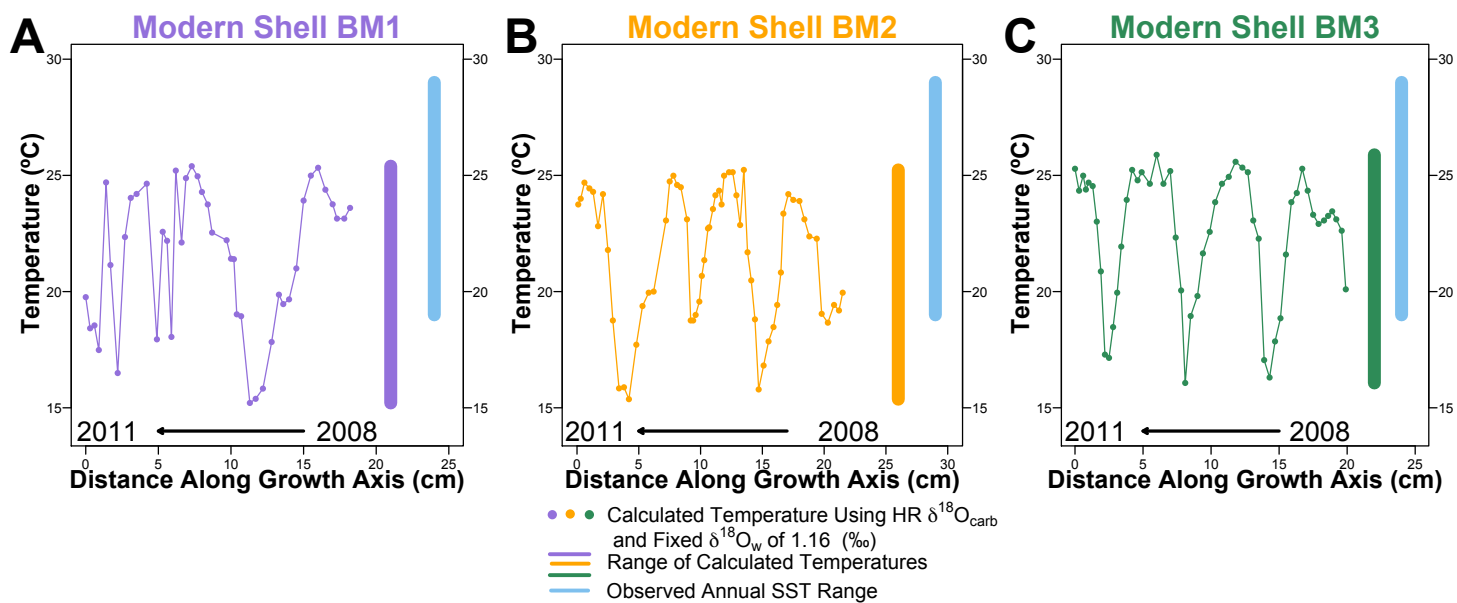 A
Modern Shell BM1
B
Modern Shell BM2
C
Modern Shell BM3
Temperature (ºC)
30
25
20
15
30
25
20
15
2011
2008
0 5 10 15 20 25
Distance Along Growth Axis (cm)
Temperature (ºC)
30
25
20
15
30
25
20
15
2011
2008
0 5 10 15 20 25 30
Distance Along Growth Axis (cm)
Temperature (ºC)
30
25
20
15
30
25
20
15
2011
2008
0 5 10 15 20 25
Distance Along Growth Axis (cm)
Calculated Temperature Using HR δ¹⁸Ocarb
and Fixed δ¹⁸Ow of 1.16 (‰)
Range of Calculated Temperatures
Observed Annual SST Range